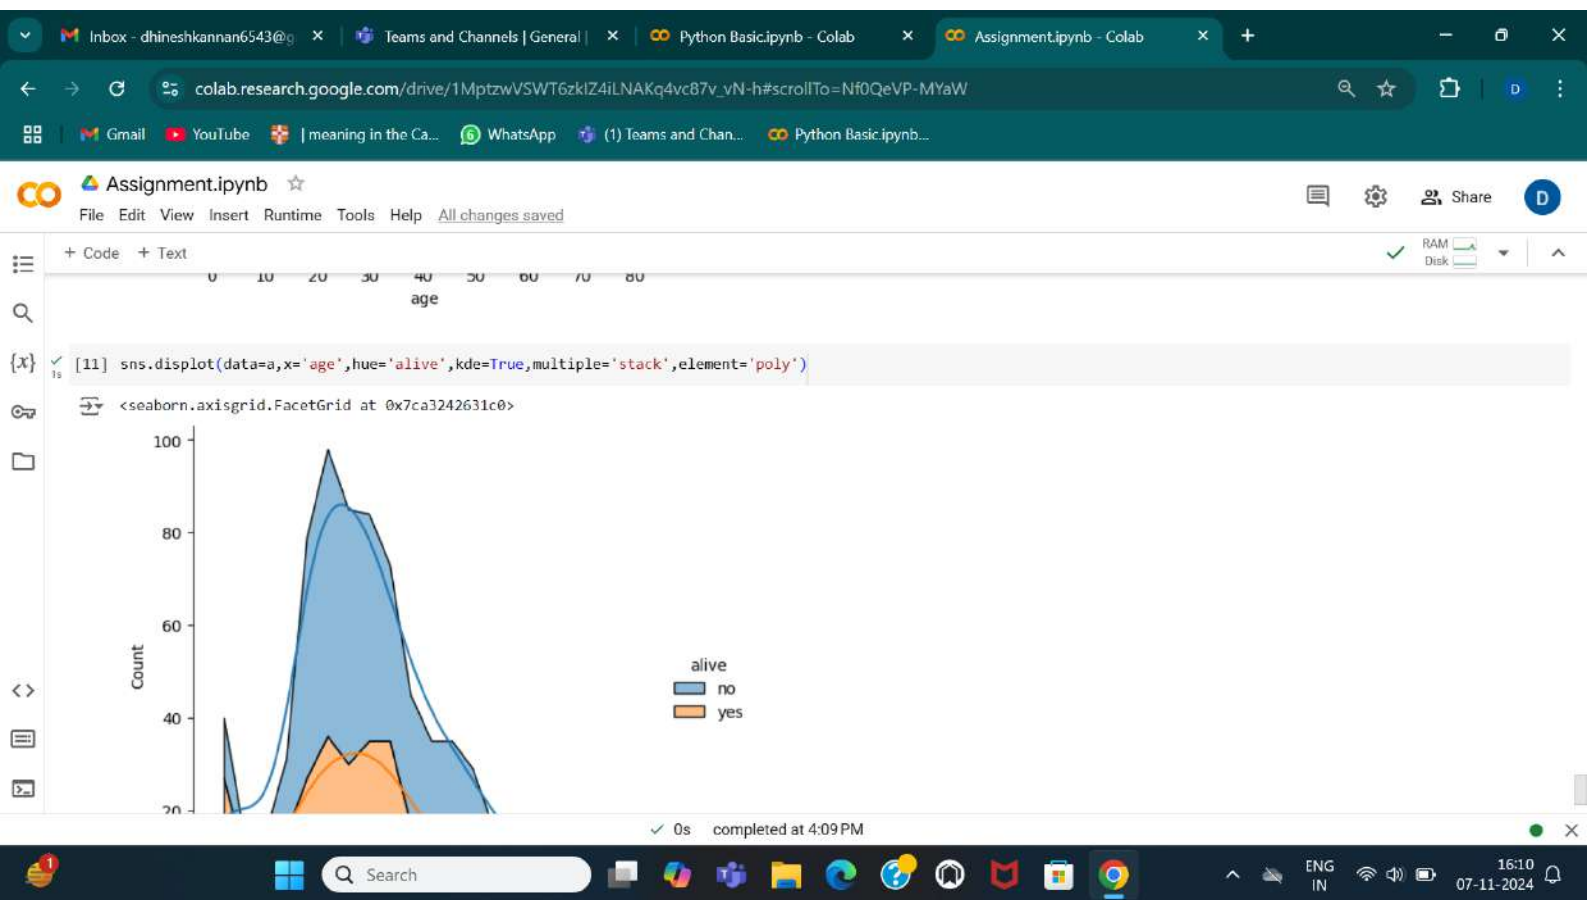 Inbox - dhineshkannan6543@g
Teams and Channels | General |
Python Basic.ipynb - Colab
Assignment.ipynb - Colab
colab.research.google.com/drive/1MptzwVSWT6zkIZ4iLNAKq4vc87v_vN-h#scrollTo=Nf0QeVP-MYaW
D
Gmail
YouTube
| meaning in the Ca...
WhatsApp
(1) Teams and Chan...
Python Basic.ipynb...
Assignment.ipynb
File Edit View Insert Runtime Tools Help All changes saved
Share
D
+ Code + Text
RAM
Disk
0 10 20 30 40 50 60 70 80
age
{x}
1s
[11] sns.displot(data=a,x='age',hue='alive',kde=True,multiple='stack',element='poly')
<seaborn.axisgrid.FacetGrid at 0x7ca3242631c0>
100
80
60
40
20
Count
alive
no
yes
0s completed at 4:09 PM
1
Search
ENG
IN
16:10
07-11-2024